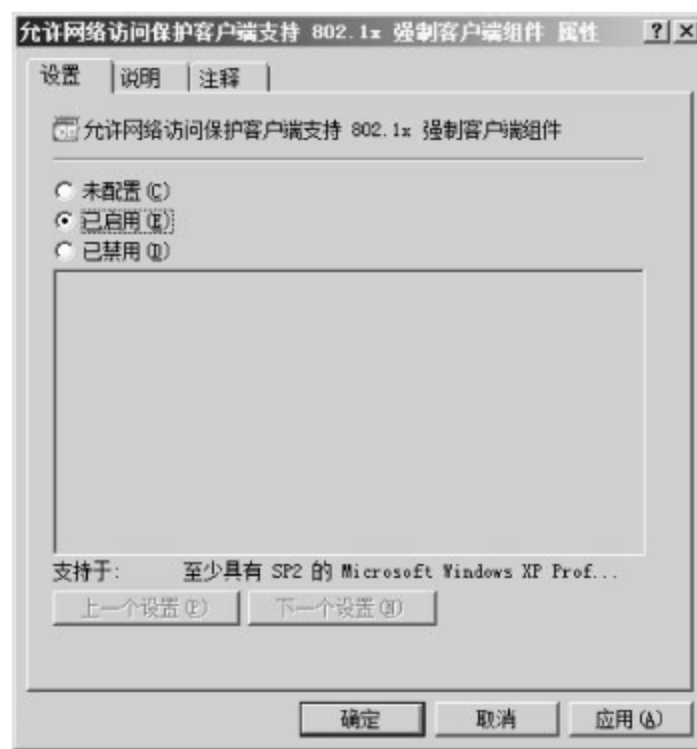 允许网络访问保护客户端支持 802.1x 强制客户端组件 属性
设置 说明 注释
允许网络访问保护客户端支持 802.1x 强制客户端组件
未配置(C)
已启用(E)
已禁用(D)
支持于: 至少具有 SP2 的 Microsoft Windows XP Prof...
上一个设置(P) 下一个设置(N)
确定 取消 应用(A)